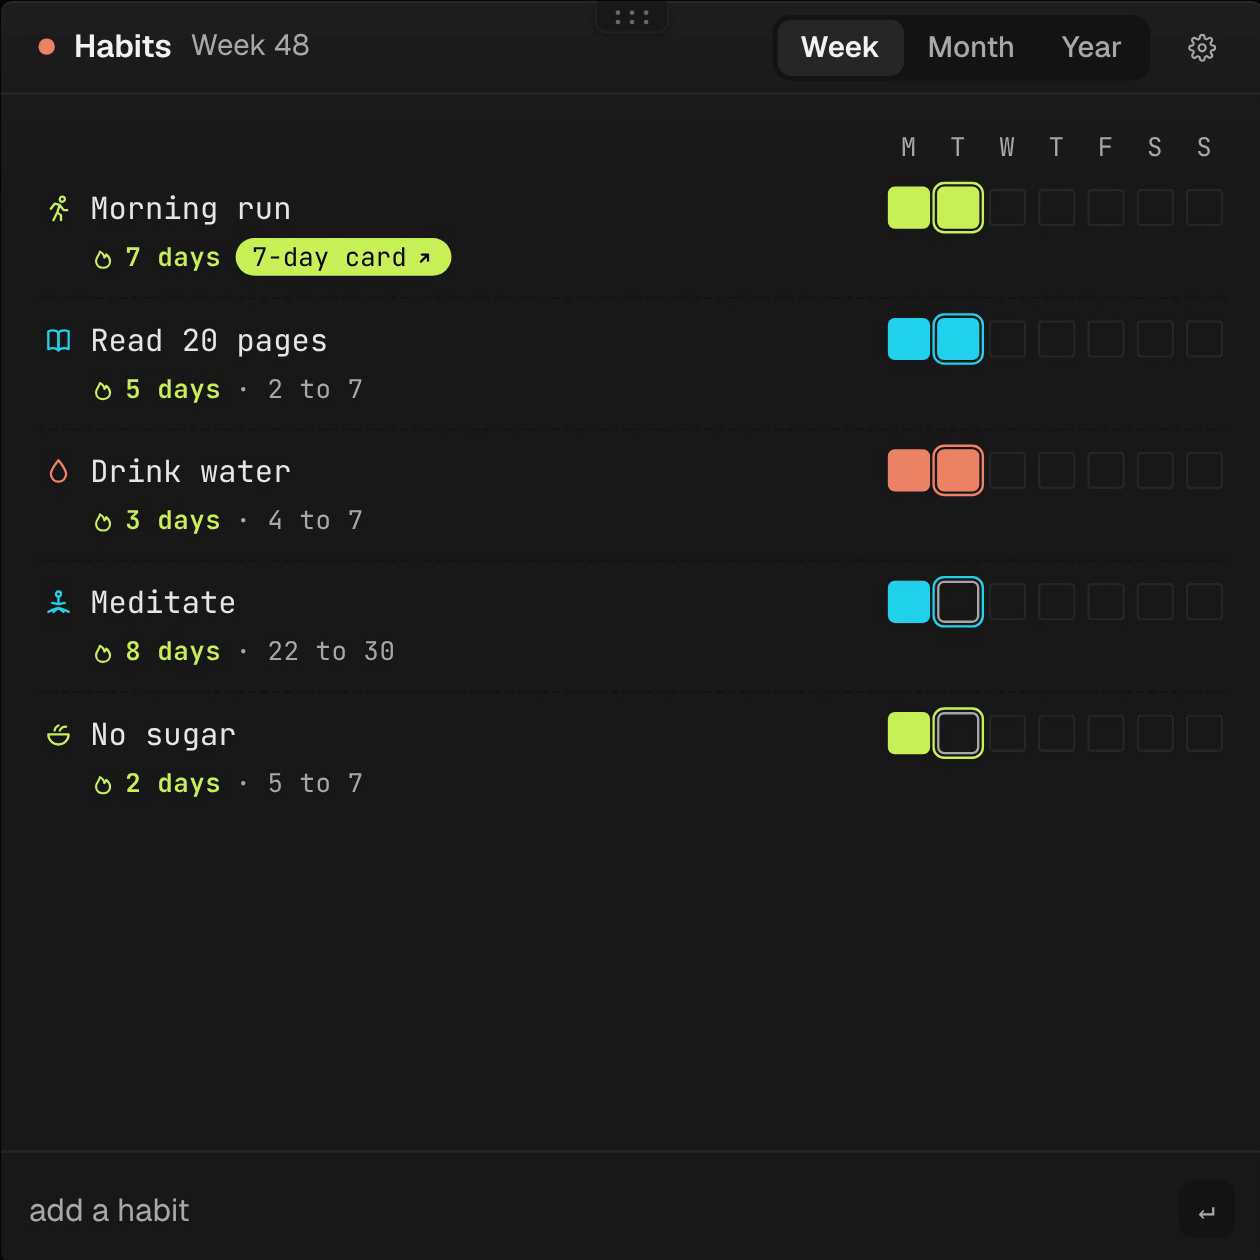 Habits Week 48 Week Month Year
M T W T F S S
Morning run
7 days 7-day card ↗
Read 20 pages
5 days · 2 to 7
Drink water
3 days · 4 to 7
Meditate
8 days · 22 to 30
No sugar
2 days · 5 to 7
add a habit ↵